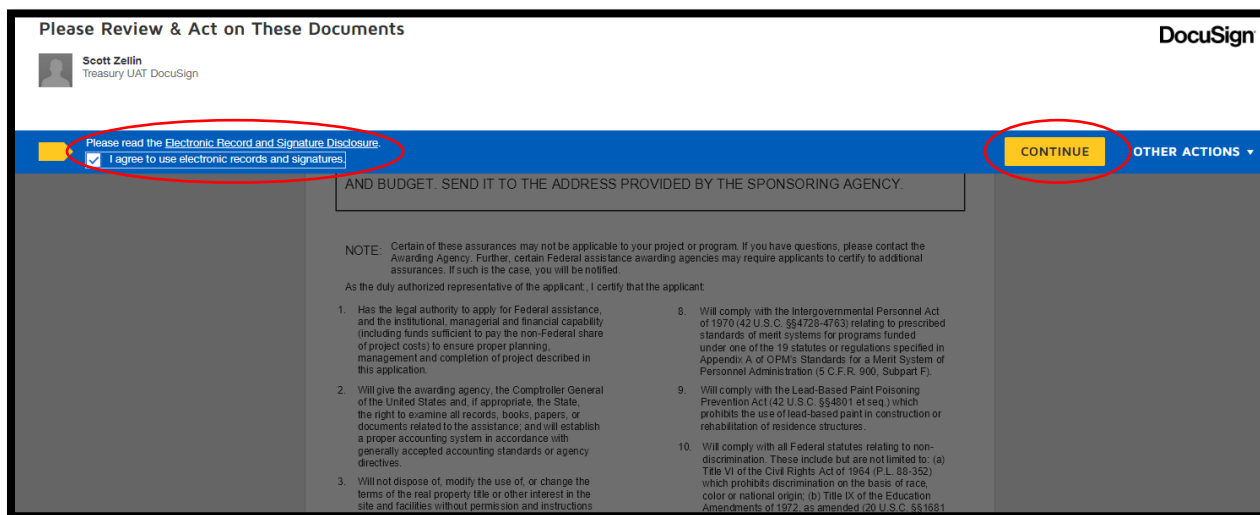 Please Review & Act on These Documents
DocuSign
Scott Zellin
Treasury UAT DocuSign
Please read the Electronic Record and Signature Disclosure.
I agree to use electronic records and signatures.
CONTINUE
OTHER ACTIONS
AND BUDGET. SEND IT TO THE ADDRESS PROVIDED BY THE SPONSORING AGENCY.
NOTE: Certain of these assurances may not be applicable to your project or program. If you have questions, please contact the
Awarding Agency. Further, certain Federal assistance awarding agencies may require applicants to certify to additional
assurances. If such is the case, you will be notified.
As the duly authorized representative of the applicant:, I certify that the applicant:
1. Has the legal authority to apply for Federal assistance,
and the institutional, managerial and financial capability
(including funds sufficient to pay the non-Federal share
of project costs) to ensure proper planning,
management and completion of project described in
this application.
2. Will give the awarding agency, the Comptroller General
of the United States and, if appropriate, the State,
the right to examine all records, books, papers, or
documents related to the assistance; and will establish
a proper accounting system in accordance with
generally accepted accounting standards or agency
directives.
3. Will not dispose of, modify the use of, or change the
terms of the real property title or other interest in the
site and facilities without permission and instructions
8. Will comply with the Intergovernmental Personnel Act
of 1970 (42 U.S.C. §§4728-4763) relating to prescribed
standards of merit systems for programs funded
under one of the 19 statutes or regulations specified in
Appendix A of OPM's Standards for a Merit System of
Personnel Administration (5 C.F.R. 900, Subpart F).
9. Will comply with the Lead-Based Paint Poisoning
Prevention Act (42 U.S.C. §§4801 et seq.) which
prohibits the use of lead-based paint in construction or
rehabilitation of residence structures.
10. Will comply with all Federal statutes relating to non-
discrimination. These include but are not limited to: (a)
Title VI of the Civil Rights Act of 1964 (P.L. 88-352)
which prohibits discrimination on the basis of race,
color or national origin; (b) Title IX of the Education
Amendments of 1972, as amended (20 U.S.C. §§1681